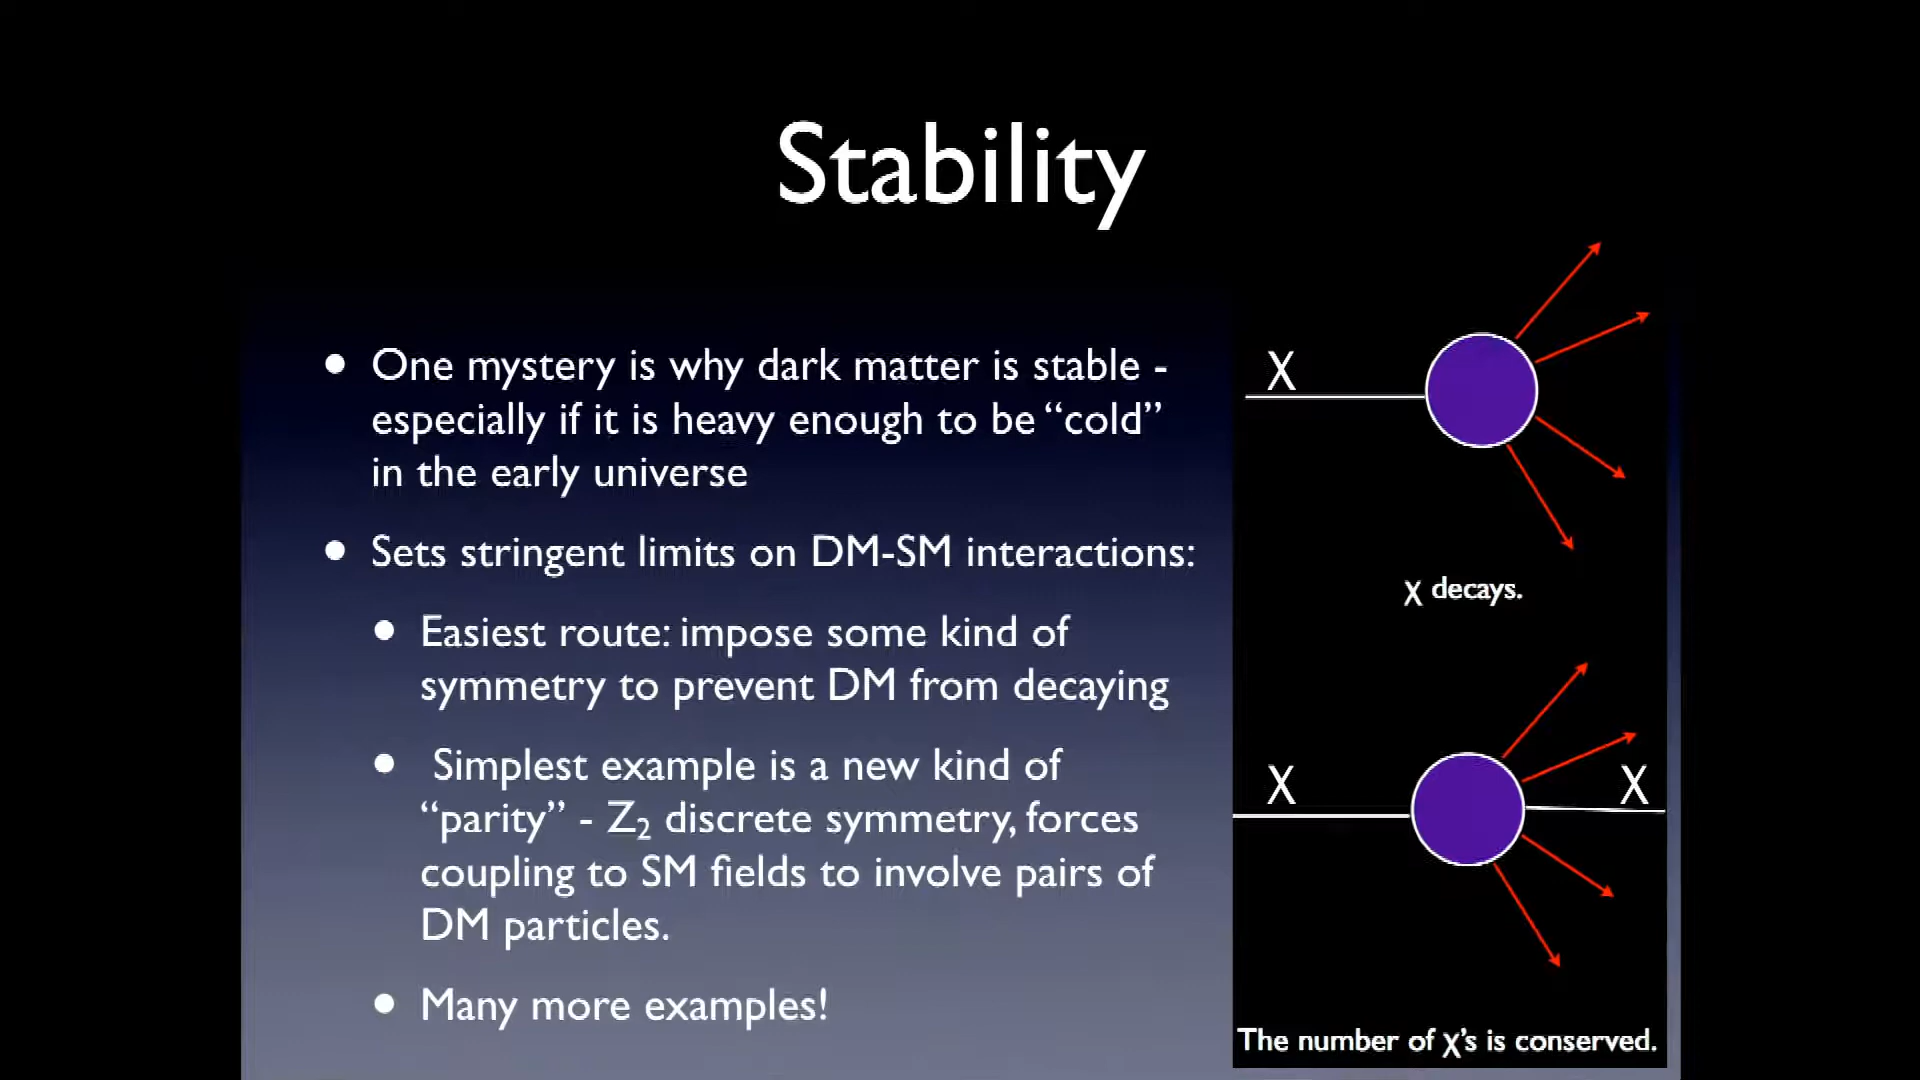 Stability
• One mystery is why dark matter is stable -
especially if it is heavy enough to be “cold”
in the early universe
• Sets stringent limits on DM-SM interactions:
• Easiest route: impose some kind of
symmetry to prevent DM from decaying
• Simplest example is a new kind of
“parity” - Z₂ discrete symmetry, forces
coupling to SM fields to involve pairs of
DM particles.
• Many more examples!
χ
χ decays.
χ χ
The number of χ’s is conserved.